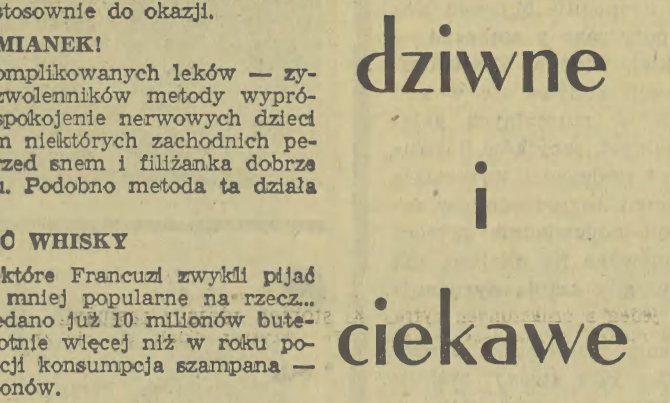 stosownie do okazji.
MIANEK!
omplikowanych leków — zy-
zwolenników metody wypró-
spokojenie nerwowych dzieci
m niektórych zachodnich pe-
rzed snem i filiżanka dobrze
u. Podobno metoda ta działa
Ć WHISKY
które Francuzi zwykli pijać
mniej popularne na rzecz...
edano już 10 milionów bute-
otnie więcej niż w roku po-
cji konsumpcja szampana —
onów.
dziwne
i
ciekawe